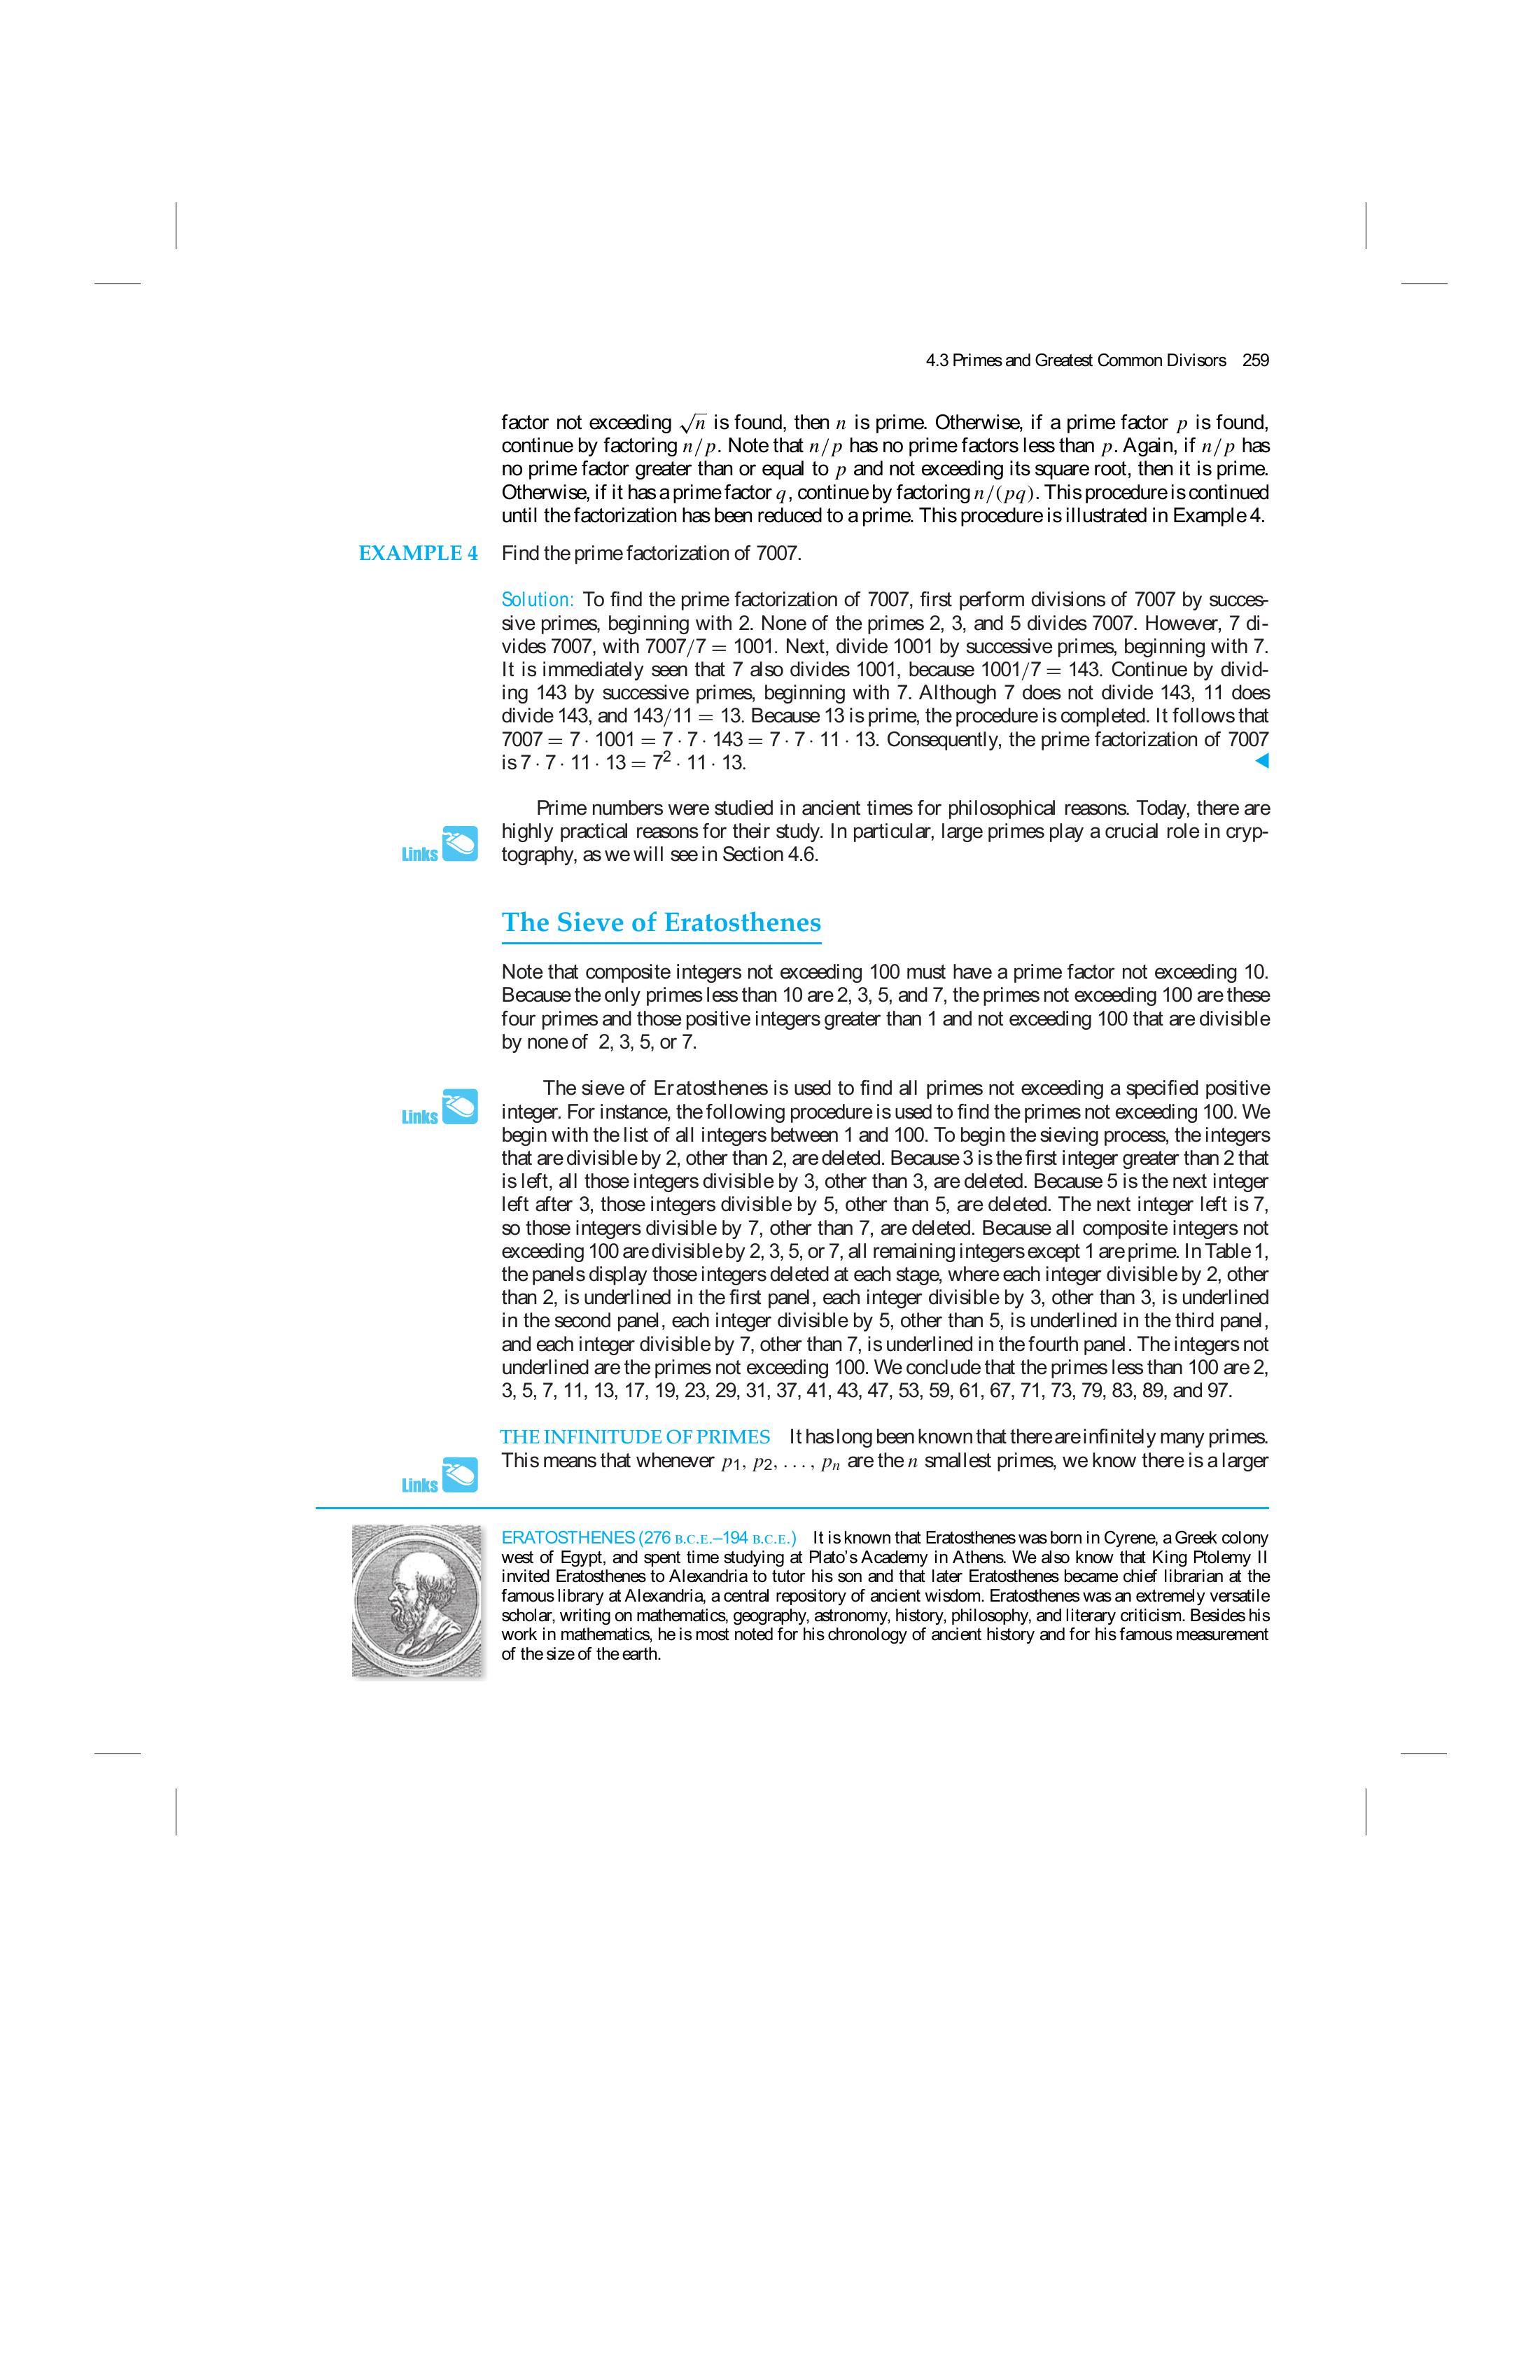 4.3 Primes and Greatest Common Divisors 259
factor not exceeding √n is found, then n is prime. Otherwise, if a prime factor p is found,
continue by factoring n/p. Note that n/p has no prime factors less than p. Again, if n/p has
no prime factor greater than or equal to p and not exceeding its square root, then it is prime.
Otherwise, if it has a prime factor q, continue by factoring n/(pq). This procedure is continued
until the factorization has been reduced to a prime. This procedure is illustrated in Example 4.
EXAMPLE 4 Find the prime factorization of 7007.
Solution: To find the prime factorization of 7007, first perform divisions of 7007 by succes-
sive primes, beginning with 2. None of the primes 2, 3, and 5 divides 7007. However, 7 di-
vides 7007, with 7007/7 = 1001. Next, divide 1001 by successive primes, beginning with 7.
It is immediately seen that 7 also divides 1001, because 1001/7 = 143. Continue by divid-
ing 143 by successive primes, beginning with 7. Although 7 does not divide 143, 11 does
divide 143, and 143/11 = 13. Because 13 is prime, the procedure is completed. It follows that
7007 = 7 · 1001 = 7 · 7 · 143 = 7 · 7 · 11 · 13. Consequently, the prime factorization of 7007
is 7 · 7 · 11 · 13 = 7² · 11 · 13.
Prime numbers were studied in ancient times for philosophical reasons. Today, there are
highly practical reasons for their study. In particular, large primes play a crucial role in cryp-
Links tography, as we will see in Section 4.6.
The Sieve of Eratosthenes
Note that composite integers not exceeding 100 must have a prime factor not exceeding 10.
Because the only primes less than 10 are 2, 3, 5, and 7, the primes not exceeding 100 are these
four primes and those positive integers greater than 1 and not exceeding 100 that are divisible
by none of 2, 3, 5, or 7.
The sieve of Eratosthenes is used to find all primes not exceeding a specified positive
Links integer. For instance, the following procedure is used to find the primes not exceeding 100. We
begin with the list of all integers between 1 and 100. To begin the sieving process, the integers
that are divisible by 2, other than 2, are deleted. Because 3 is the first integer greater than 2 that
is left, all those integers divisible by 3, other than 3, are deleted. Because 5 is the next integer
left after 3, those integers divisible by 5, other than 5, are deleted. The next integer left is 7,
so those integers divisible by 7, other than 7, are deleted. Because all composite integers not
exceeding 100 are divisible by 2, 3, 5, or 7, all remaining integers except 1 are prime. In Table 1,
the panels display those integers deleted at each stage, where each integer divisible by 2, other
than 2, is underlined in the first panel, each integer divisible by 3, other than 3, is underlined
in the second panel, each integer divisible by 5, other than 5, is underlined in the third panel,
and each integer divisible by 7, other than 7, is underlined in the fourth panel. The integers not
underlined are the primes not exceeding 100. We conclude that the primes less than 100 are 2,
3, 5, 7, 11, 13, 17, 19, 23, 29, 31, 37, 41, 43, 47, 53, 59, 61, 67, 71, 73, 79, 83, 89, and 97.
THE INFINITUDE OF PRIMES It has long been known that there are infinitely many primes.
This means that whenever p₁, p₂, . . . , pₙ are the n smallest primes, we know there is a larger
Links
ERATOSTHENES (276 B.C.E.–194 B.C.E.) It is known that Eratosthenes was born in Cyrene, a Greek colony
west of Egypt, and spent time studying at Plato's Academy in Athens. We also know that King Ptolemy II
invited Eratosthenes to Alexandria to tutor his son and that later Eratosthenes became chief librarian at the
famous library at Alexandria, a central repository of ancient wisdom. Eratosthenes was an extremely versatile
scholar, writing on mathematics, geography, astronomy, history, philosophy, and literary criticism. Besides his
work in mathematics, he is most noted for his chronology of ancient history and for his famous measurement
of the size of the earth.